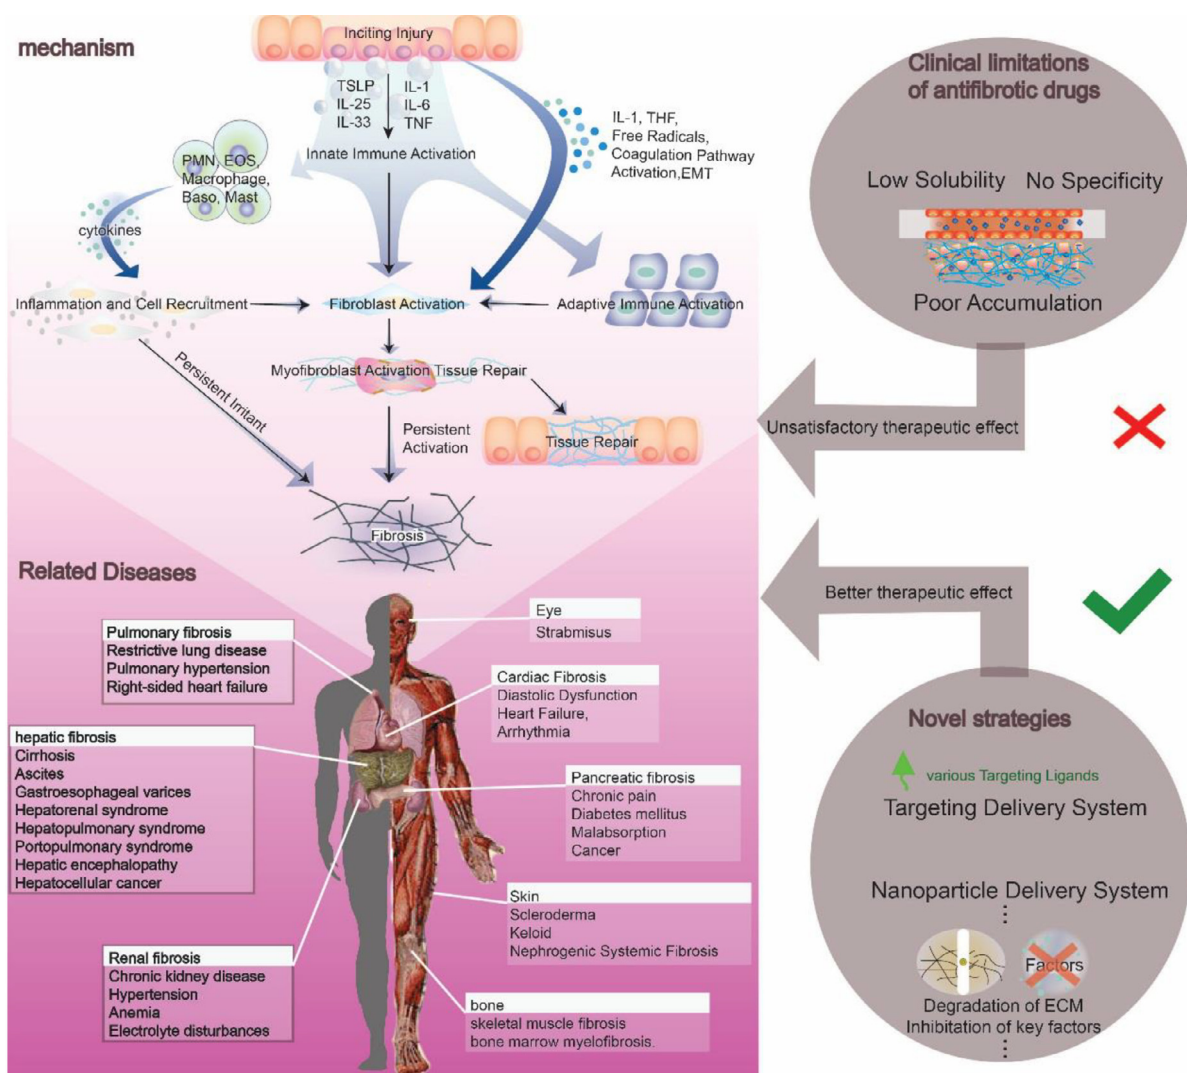 mechanism
Inciting Injury
TSLP
IL-25
IL-33
IL-1
IL-6
TNF
Innate Immune Activation
IL-1, THF,
Free Radicals,
Coagulation Pathway
Activation,EMT
PMN, EOS,
Macrophage,
Baso, Mast
cytokines
Inflammation and Cell Recruitment
Fibroblast Activation
Adaptive Immune Activation
Myofibroblast Activation
Tissue Repair
Persistent Irritant
Persistent
Activation
Tissue Repair
Fibrosis
Related Diseases
Pulmonary fibrosis
Restrictive lung disease
Pulmonary hypertension
Right-sided heart failure
hepatic fibrosis
Cirrhosis
Ascites
Gastroesophageal varices
Hepatorenal syndrome
Hepatopulmonary syndrome
Portopulmonary syndrome
Hepatic encephalopathy
Hepatocellular cancer
Renal fibrosis
Chronic kidney disease
Hypertension
Anemia
Electrolyte disturbances
Eye
Strabmisus
Cardiac Fibrosis
Diastolic Dysfunction
Heart Failure,
Arrhythmia
Pancreatic fibrosis
Chronic pain
Diabetes mellitus
Malabsorption
Cancer
Skin
Scleroderma
Keloid
Nephrogenic Systemic Fibrosis
bone
skeletal muscle fibrosis
bone marrow myelofibrosis.
Clinical limitations
of antifibrotic drugs
Low Solubility
No Specificity
Poor Accumulation
Unsatisfactory therapeutic effect
Better therapeutic effect
Novel strategies
various Targeting Ligands
Targeting Delivery System
Nanoparticle Delivery System
Factors
Degradation of ECM
Inhibitation of key factors